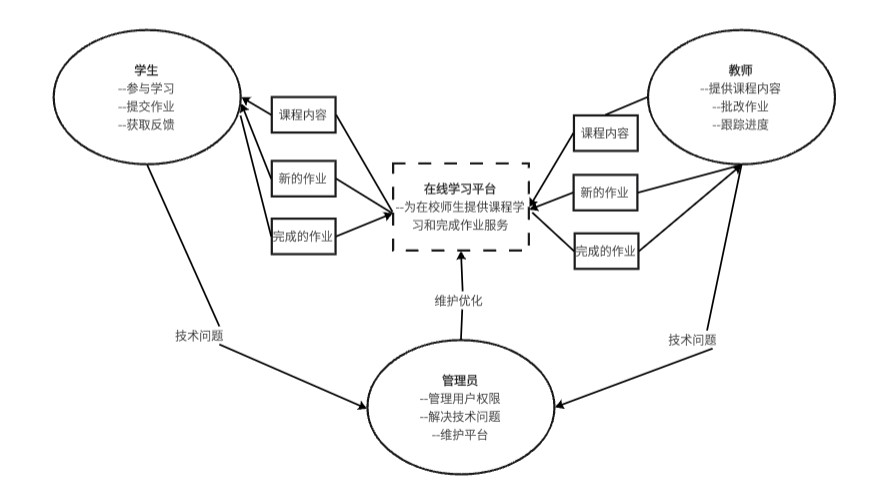 学生
--参与学习
--提交作业
--获取反馈
课程内容
新的作业
完成的作业
在线学习平台
--为在校师生提供课程学
习和完成作业服务
教师
--提供课程内容
--批改作业
--跟踪进度
课程内容
新的作业
完成的作业
维护优化
技术问题
技术问题
管理员
--管理用户权限
--解决技术问题
--维护平台